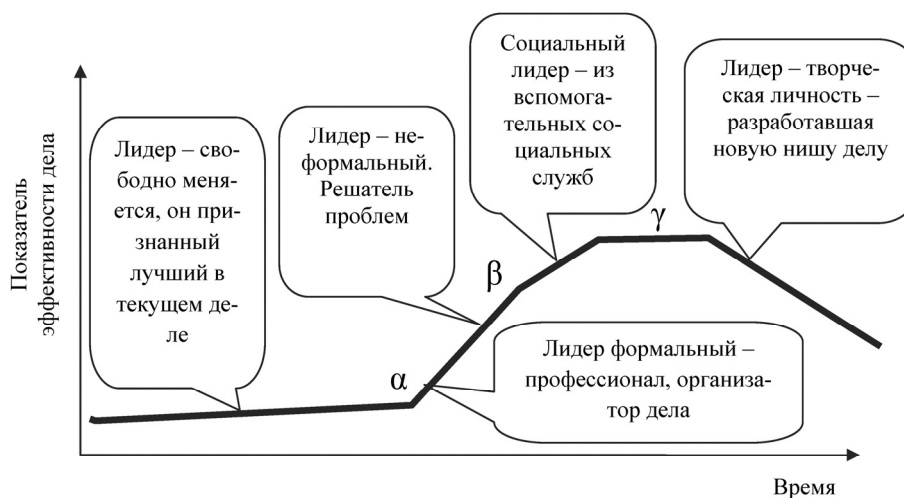 Показатель
эффективности дела
Лидер – сво-
бодно меня-
ется, он при-
знанный
лучший в
текущем де-
ле
Лидер – не-
формальный.
Решатель
проблем
Социальный
лидер – из
вспомога-
тельных со-
циальных
служб
Лидер – творче-
ская личность –
разработавшая
новую нишу делу
γ
β
α
Лидер формальный –
профессионал, организа-
тор дела
Время